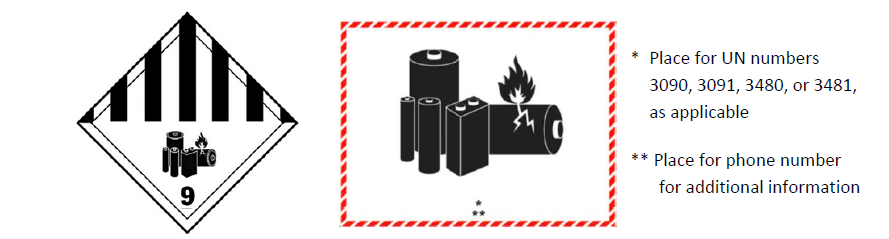 9
*
**
* Place for UN numbers
3090, 3091, 3480, or 3481,
as applicable
** Place for phone number
for additional information